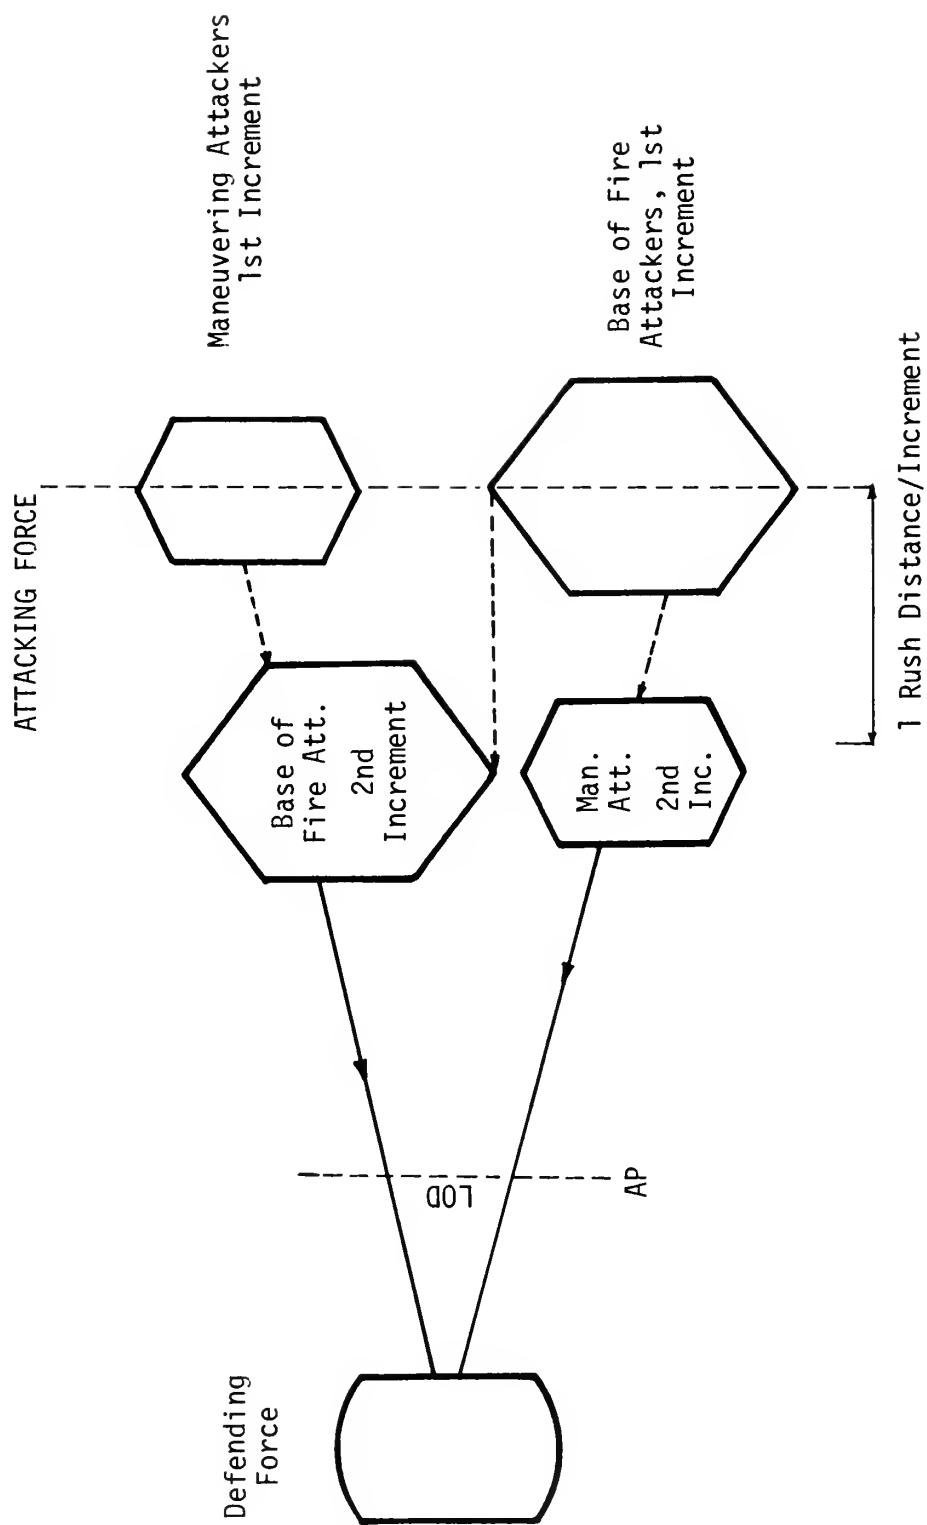 ATTACKING FORCE
Maneuvering Attackers
1st Increment
Base of Fire
Attackers, 1st
Increment
Base of
Fire Att.
2nd
Increment
Man.
Att.
2nd
Inc.
1 Rush Distance/Increment
LOD
AP
Defending
Force